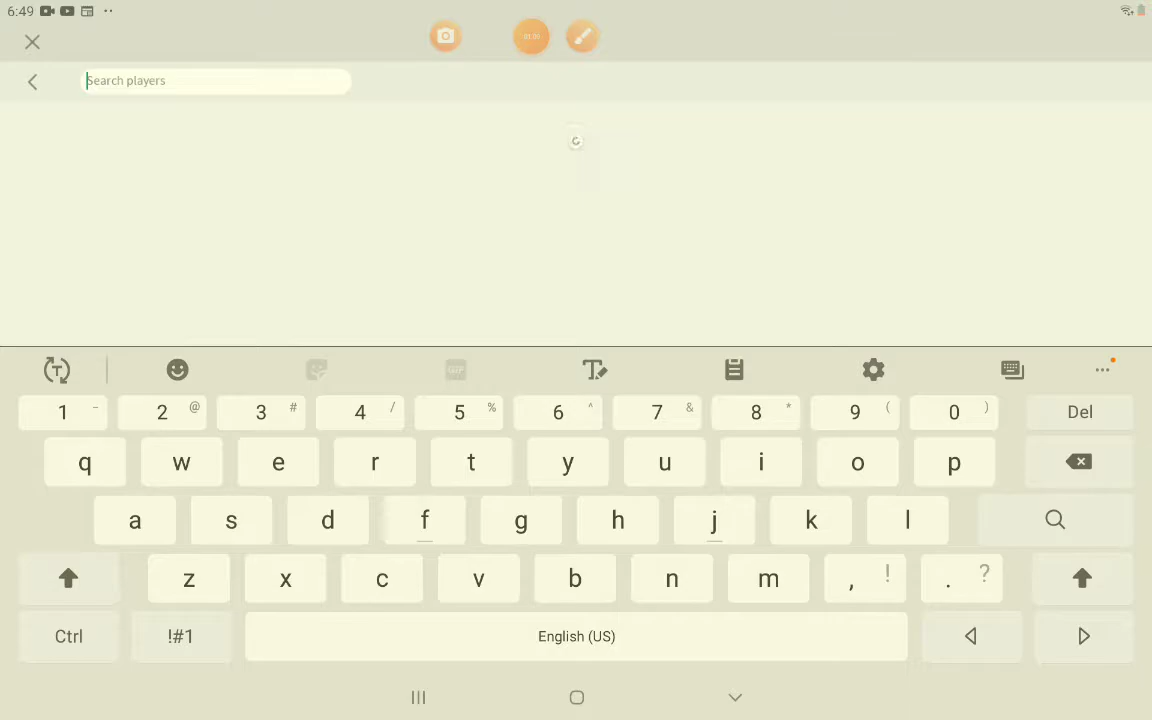 6:49
Search players
GIF
1 - 2 @ 3 # 4 / 5 % 6 ^ 7 & 8 * 9 ( 0 ) Del
q w e r t y u i o p
a s d f g h j k l
z x c v b n m , ! . ?
Ctrl !#1 English (US)